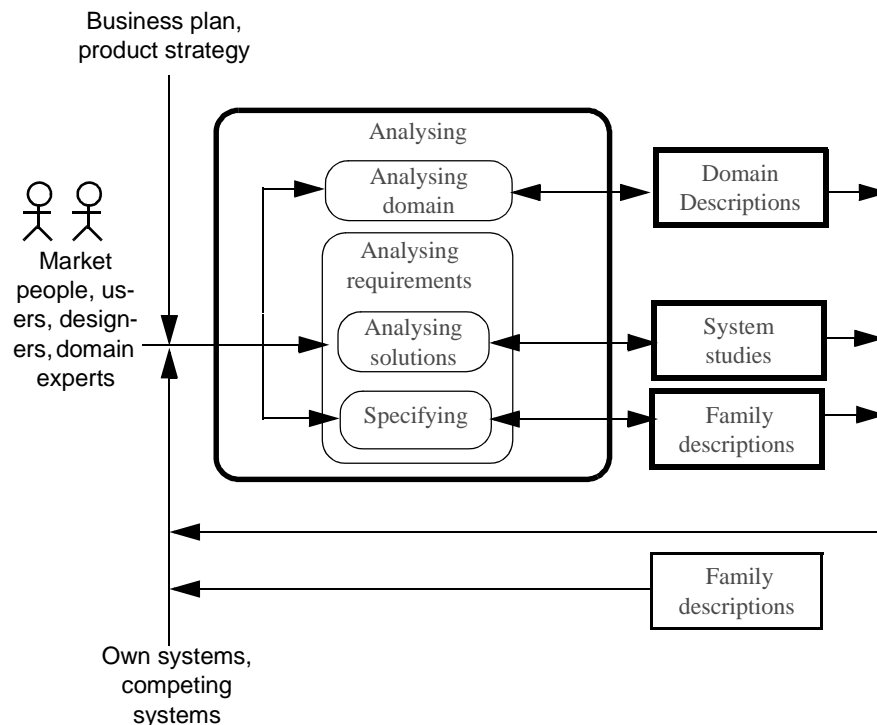 Business plan,
product strategy
Analysing
Analysing
domain
Domain
Descriptions
Market
people, us-
ers, design-
ers, domain
experts
Analysing
requirements
Analysing
solutions
System
studies
Specifying
Family
descriptions
Family
descriptions
Own systems,
competing
systems